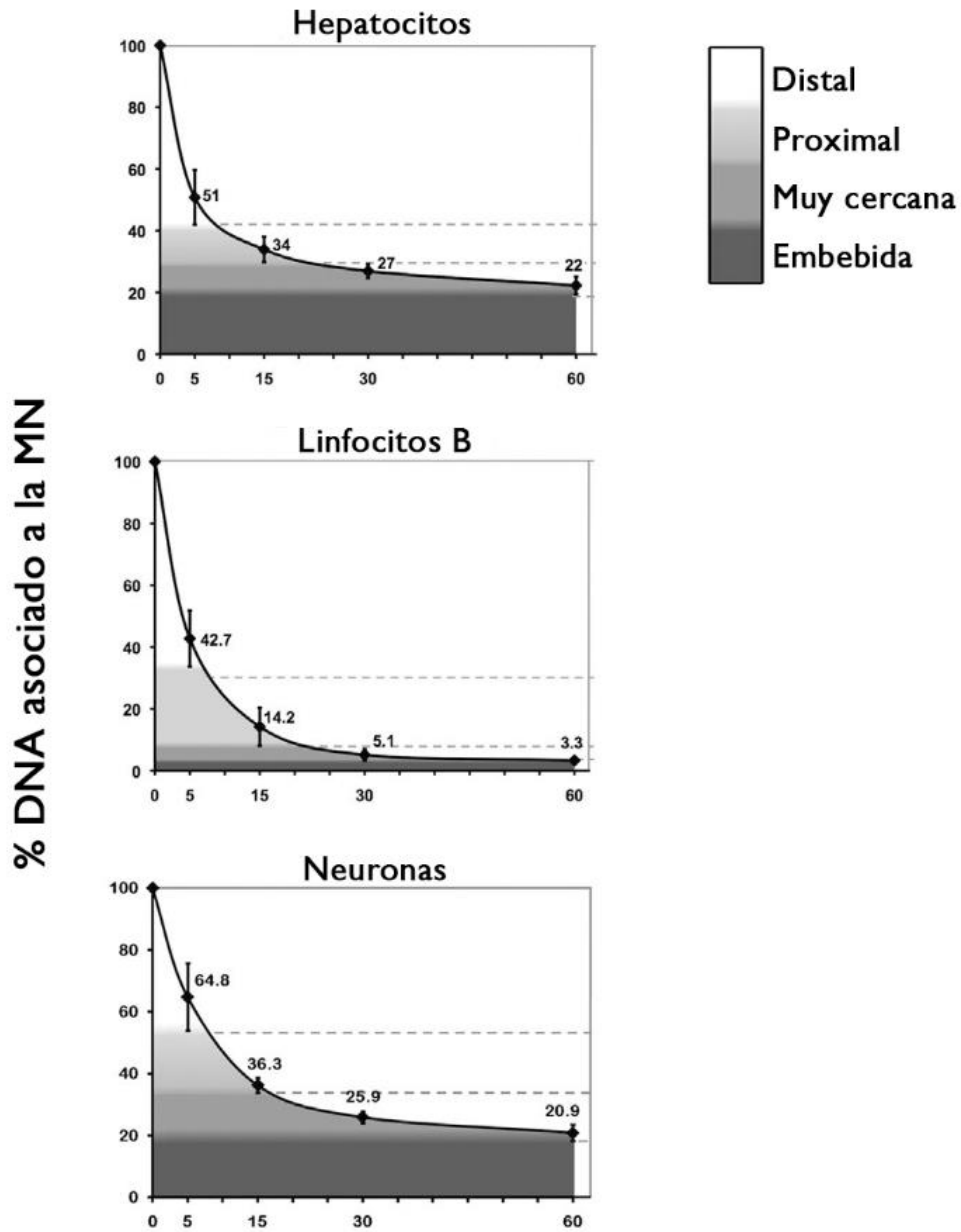 % DNA asociado a la MN
Hepatocitos
100
80
60
40
20
0
51
34
27
22
0 5 15 30 60
Distal
Proximal
Muy cercana
Embebida
Linfocitos B
100
80
60
40
20
0
42.7
14.2
5.1
3.3
0 5 15 30 60
Neuronas
100
80
60
40
20
0
64.8
36.3
25.9
20.9
0 5 15 30 60